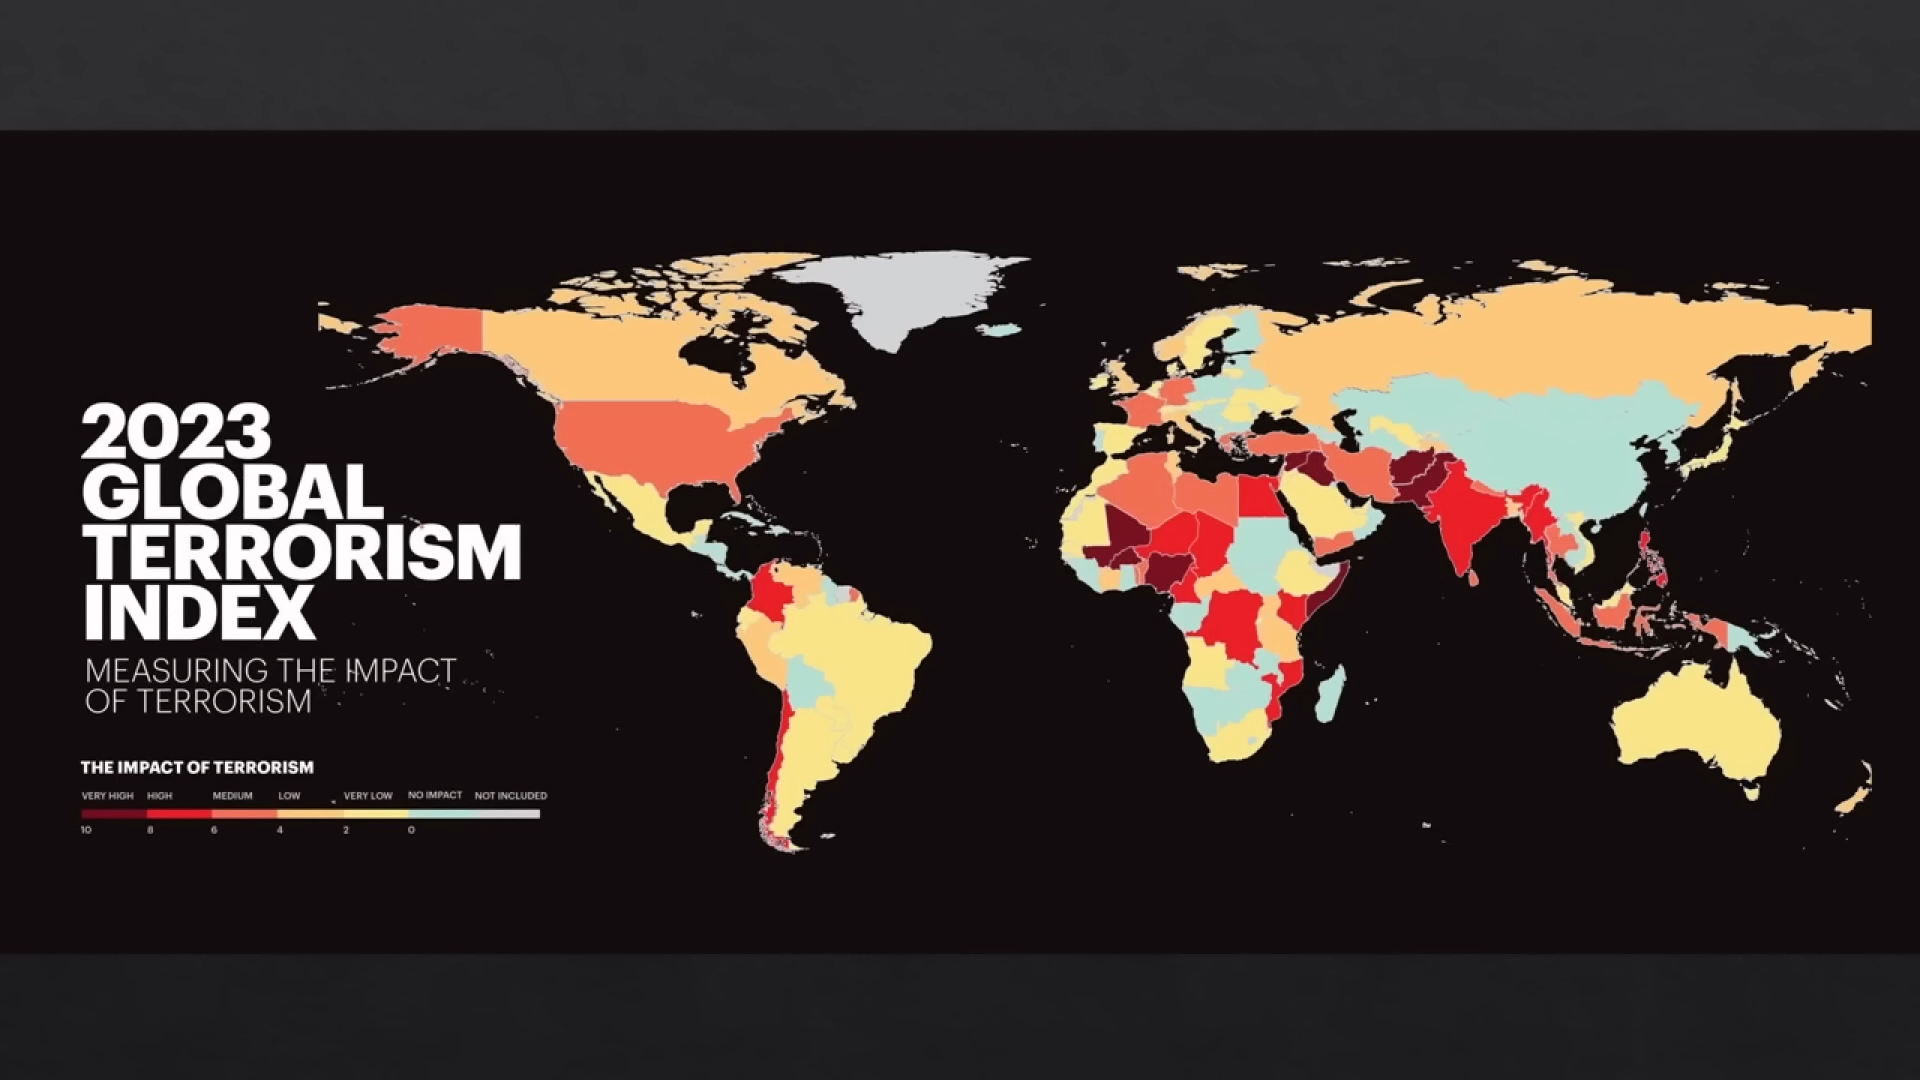 2023
GLOBAL
TERRORISM
INDEX
MEASURING THE IMPACT
OF TERRORISM
THE IMPACT OF TERRORISM
VERY HIGH HIGH MEDIUM LOW VERY LOW NO IMPACT NOT INCLUDED
10 8 6 4 2 0